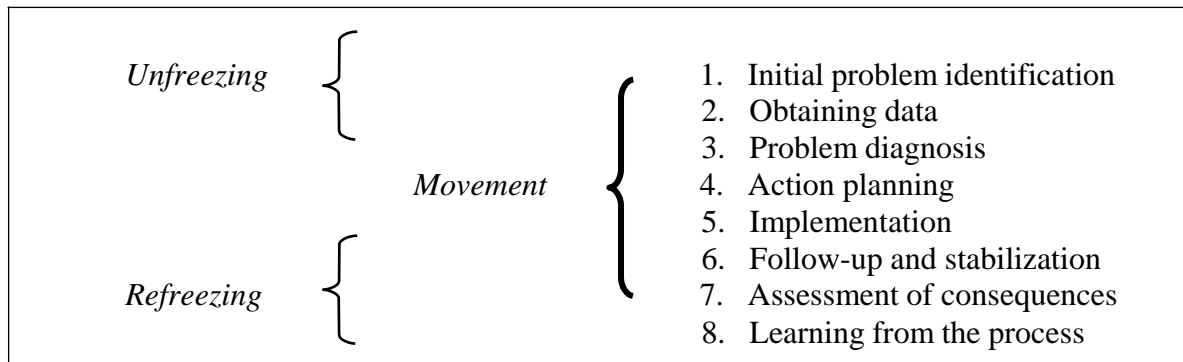 Unfreezing
Movement
Refreezing
1. Initial problem identification
2. Obtaining data
3. Problem diagnosis
4. Action planning
5. Implementation
6. Follow-up and stabilization
7. Assessment of consequences
8. Learning from the process